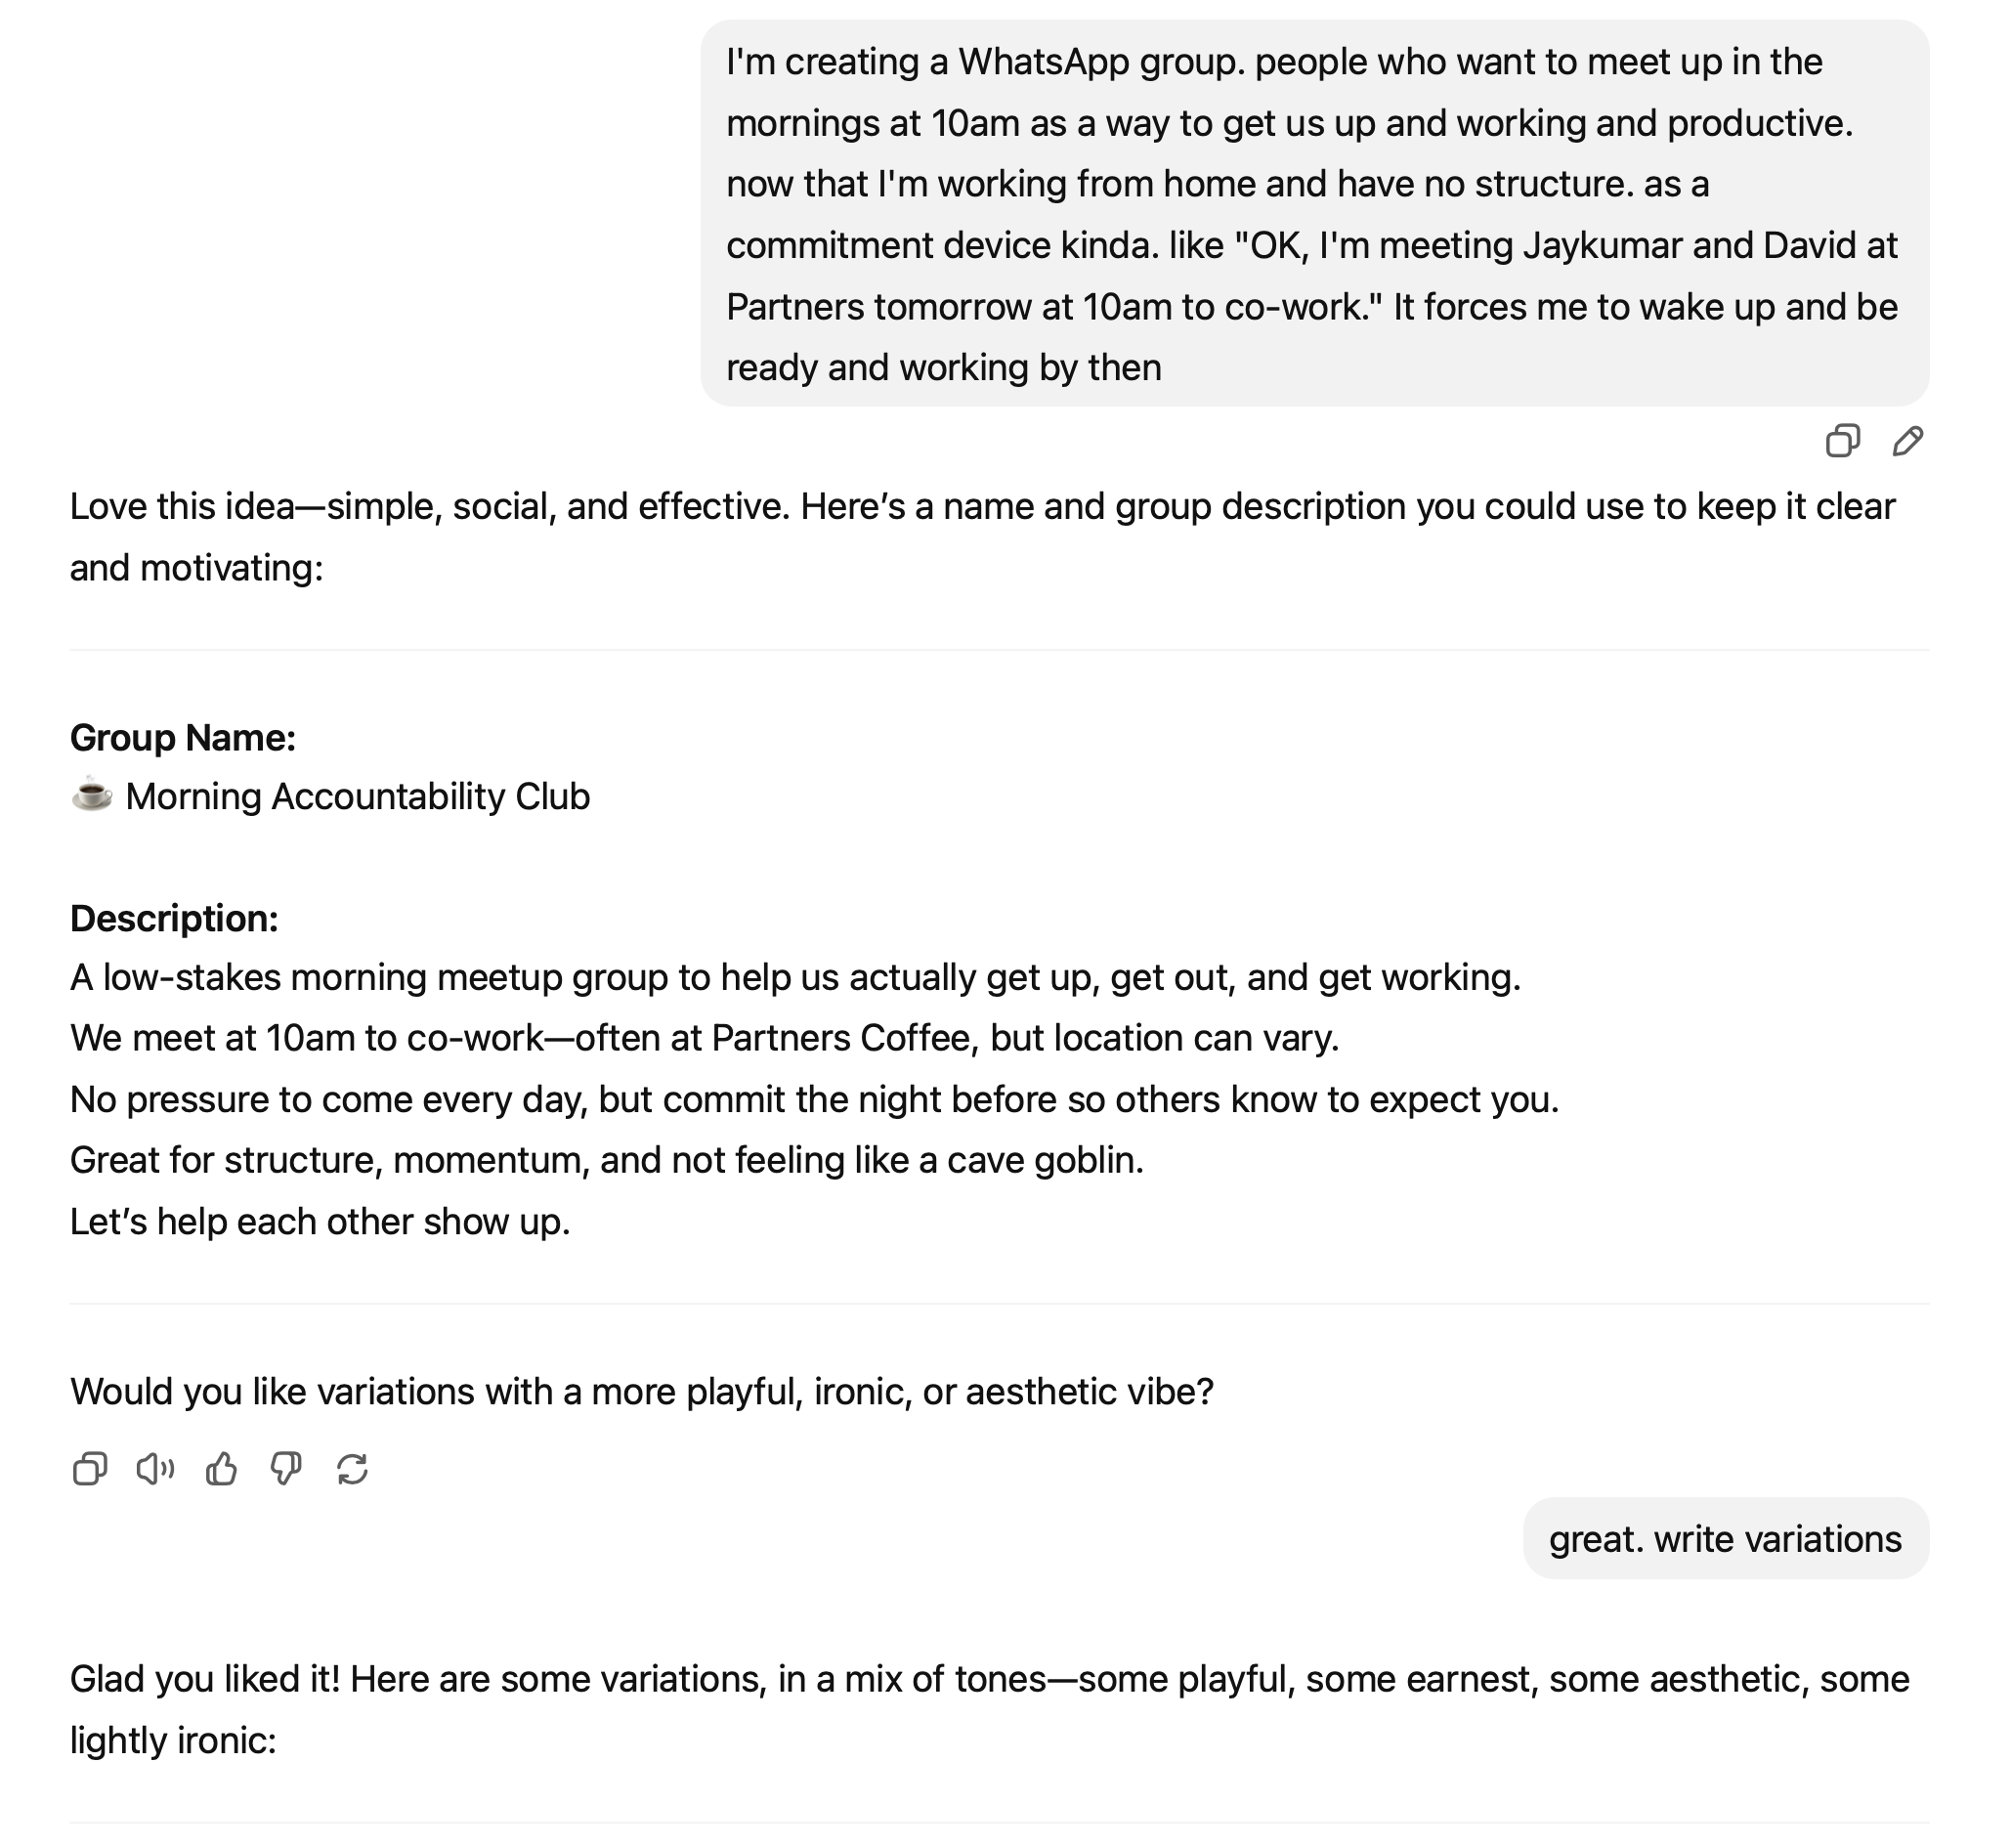 I'm creating a WhatsApp group. people who want to meet up in the
mornings at 10am as a way to get us up and working and productive.
now that I'm working from home and have no structure. as a
commitment device kinda. like "OK, I'm meeting Jaykumar and David at
Partners tomorrow at 10am to co-work." It forces me to wake up and be
ready and working by then
Love this idea—simple, social, and effective. Here’s a name and group description you could use to keep it clear
and motivating:
Group Name:
☕ Morning Accountability Club
Description:
A low-stakes morning meetup group to help us actually get up, get out, and get working.
We meet at 10am to co-work—often at Partners Coffee, but location can vary.
No pressure to come every day, but commit the night before so others know to expect you.
Great for structure, momentum, and not feeling like a cave goblin.
Let’s help each other show up.
Would you like variations with a more playful, ironic, or aesthetic vibe?
great. write variations
Glad you liked it! Here are some variations, in a mix of tones—some playful, some earnest, some aesthetic, some
lightly ironic: